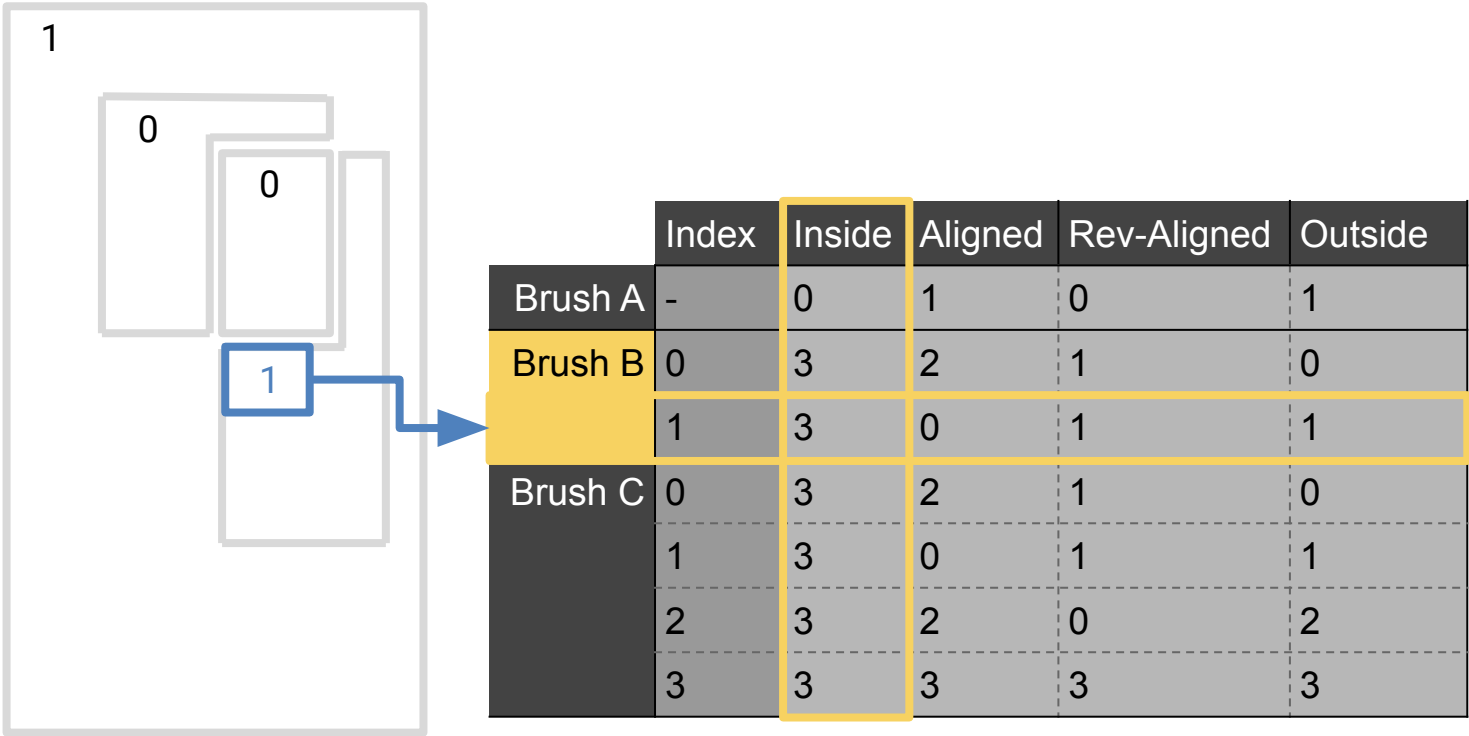 1
0
0
1
Index Inside Aligned Rev-Aligned Outside
Brush A - 0 1 0 1
Brush B 0 3 2 1 0
1 3 0 1 1
Brush C 0 3 2 1 0
1 3 0 1 1
2 3 2 0 2
3 3 3 3 3